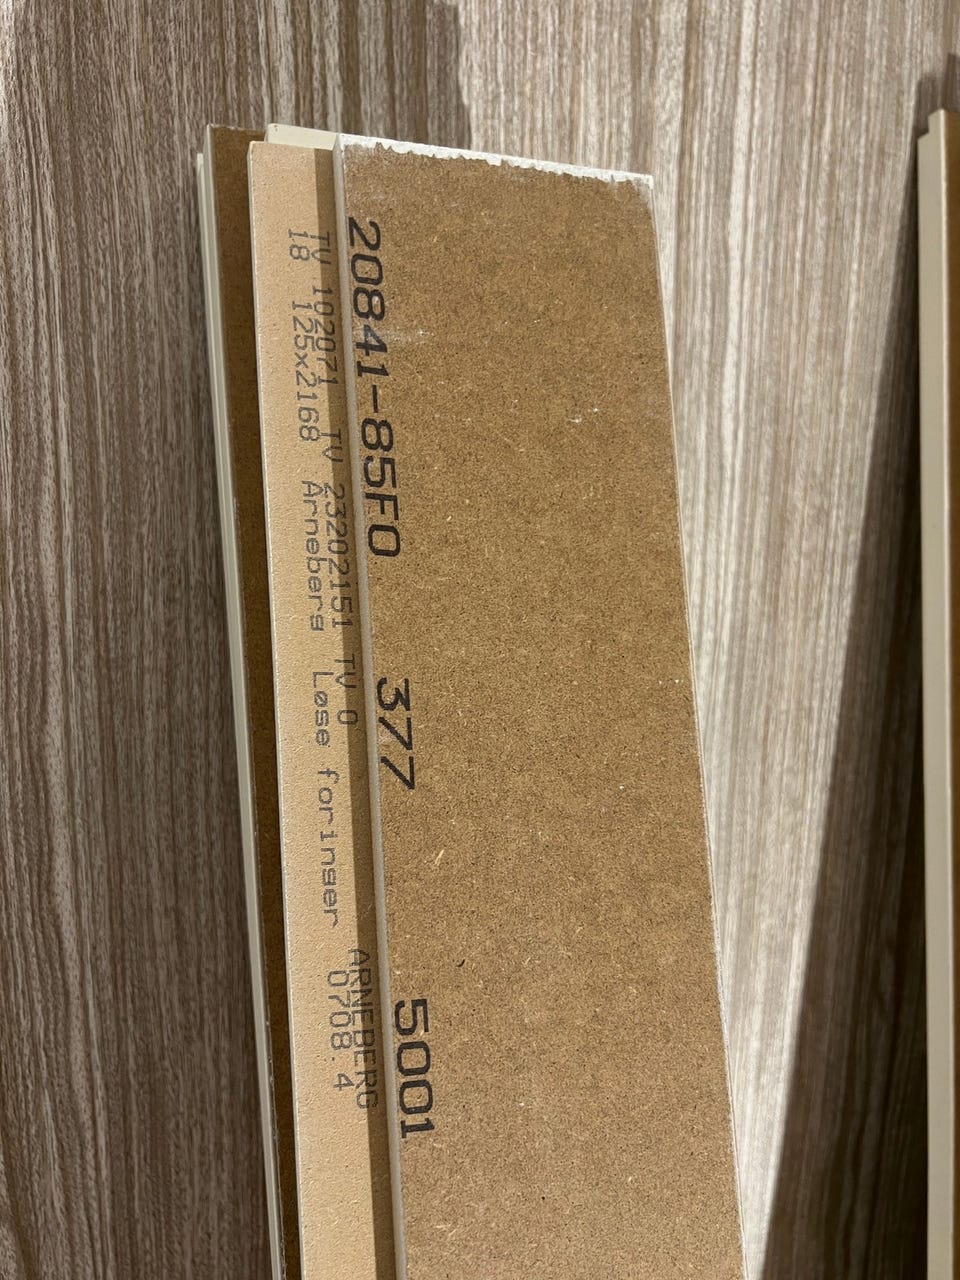 20841-85F0 377 5001
TV 102071 TV 23202151 TV 0 ARNEBERG
18 125x2168 Arneberg Løse foringer 0708.4